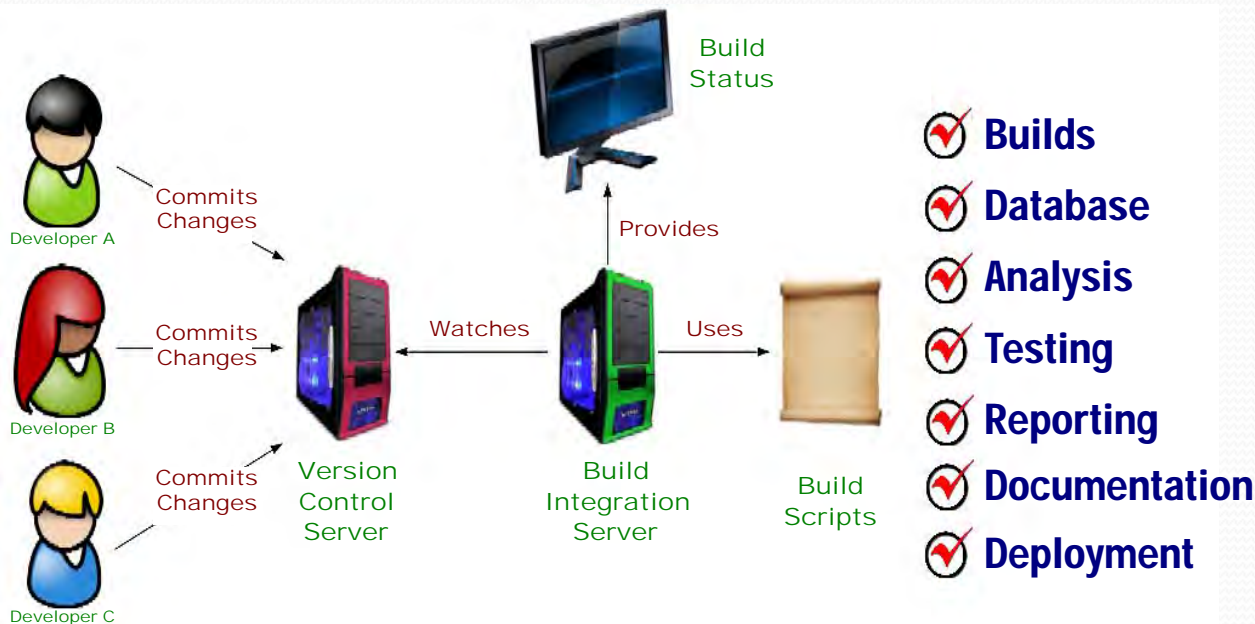 Build
Status
Developer A
Commits
Changes
Provides
Developer B
Commits
Changes
Watches
Uses
Developer C
Commits
Changes
Version
Control
Server
Build
Integration
Server
Build
Scripts
Builds
Database
Analysis
Testing
Reporting
Documentation
Deployment